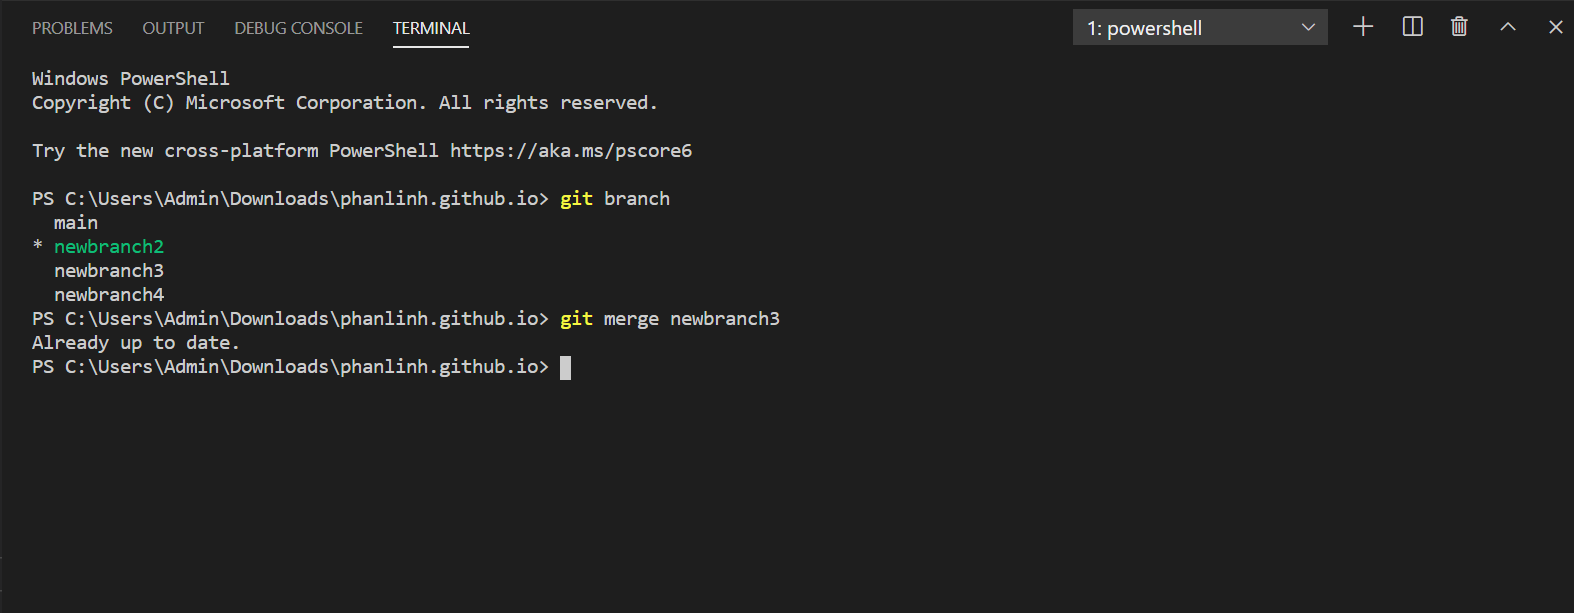 PROBLEMS OUTPUT DEBUG CONSOLE TERMINAL 1: powershell
Windows PowerShell
Copyright (C) Microsoft Corporation. All rights reserved.
Try the new cross-platform PowerShell https://aka.ms/pscore6
PS C:\Users\Admin\Downloads\phanlinh.github.io> git branch
main
* newbranch2
newbranch3
newbranch4
PS C:\Users\Admin\Downloads\phanlinh.github.io> git merge newbranch3
Already up to date.
PS C:\Users\Admin\Downloads\phanlinh.github.io>